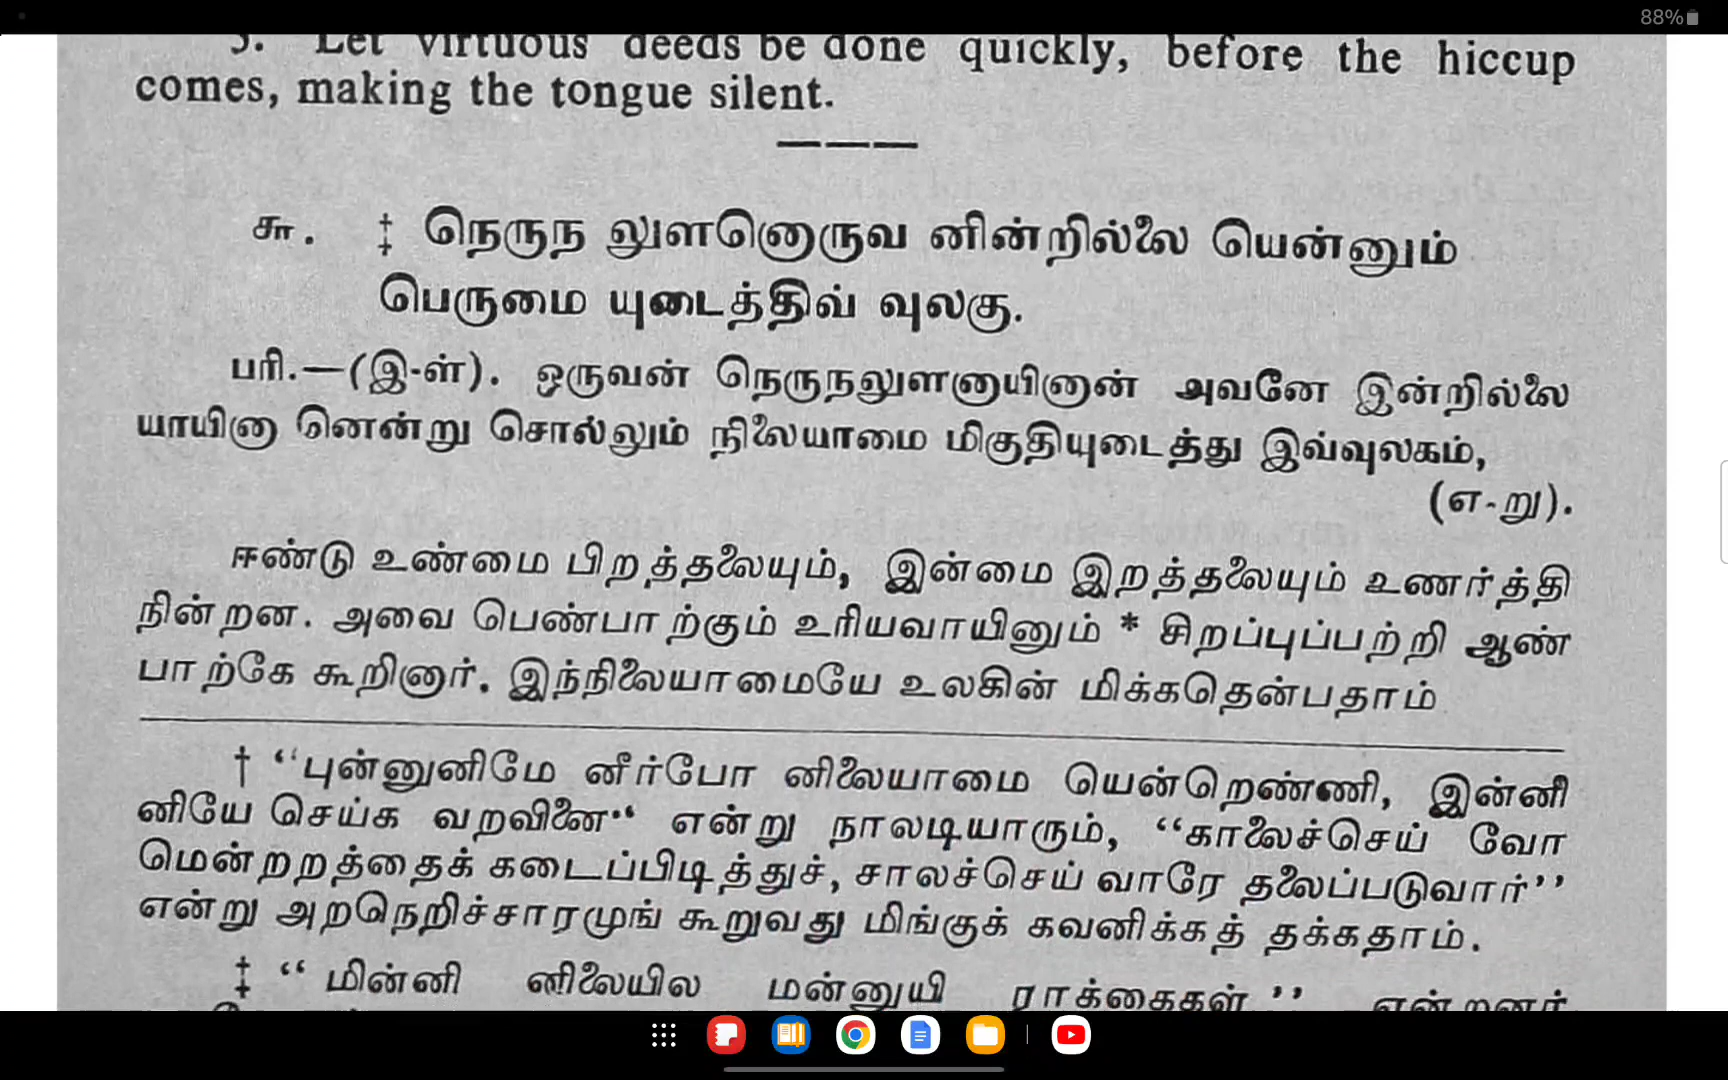 88%
5. Let virtuous deeds be done quickly, before the hiccup
comes, making the tongue silent.
௬. ‡ நெருந லுளனொருவ னின்றில்லை யென்னும்
பெருமை யுடைத்திவ் வுலகு.
பரி.—(இ-ள்). ஒருவன் நெருநலுளனாயினான் அவனே இன்றில்லை
யாயினா னென்று சொல்லும் நிலையாமை மிகுதியுடைத்து இவ்வுலகம்,
(எ-று).
ஈண்டு உண்மை பிறத்தலையும், இன்மை இறத்தலையும் உணர்த்தி
நின்றன. அவை பெண்பாற்கும் உரியவாயினும் * சிறப்புப்பற்றி ஆண்
பாற்கே கூறினார். இந்நிலையாமையே உலகின் மிக்கதென்பதாம்
† “புன்னுனிமே னீர்போ னிலையாமை யென்றெண்ணி, இன்னி
னியே செய்க வறவினை“ என்று நாலடியாரும், “காலைச்செய் வோ
மென்றறத்தைக் கடைப்பிடித்துச், சாலச்செய் வாரே தலைப்படுவார்’’
என்று அறநெறிச்சாரமுங் கூறுவது மிங்குக் கவனிக்கத் தக்கதாம்.
‡ “ மின்னி னிலையில மன்னுயி ராக்கைகள் ’’ என்றனர்